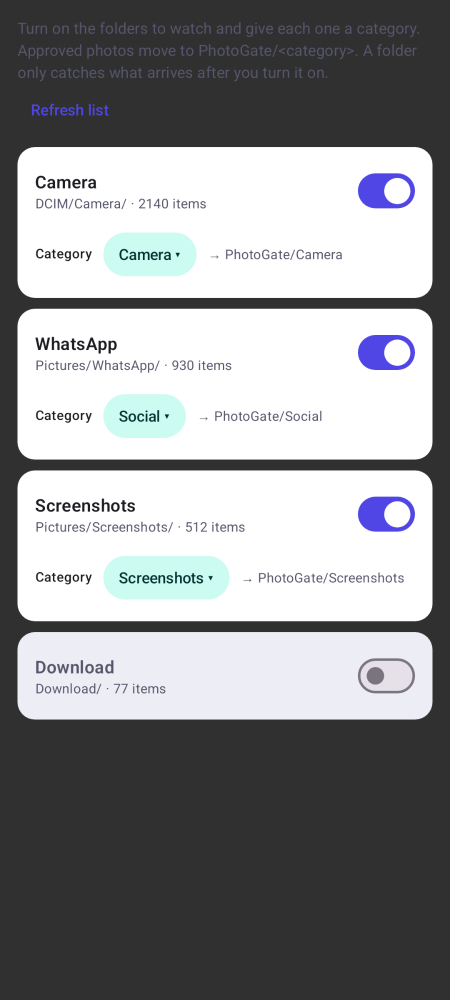 Turn on the folders to watch and give each one a category.
Approved photos move to PhotoGate/<category>. A folder
only catches what arrives after you turn it on.
Refresh list
Camera
DCIM/Camera/ · 2140 items
Category Camera ▾ → PhotoGate/Camera
WhatsApp
Pictures/WhatsApp/ · 930 items
Category Social ▾ → PhotoGate/Social
Screenshots
Pictures/Screenshots/ · 512 items
Category Screenshots ▾ → PhotoGate/Screenshots
Download
Download/ · 77 items